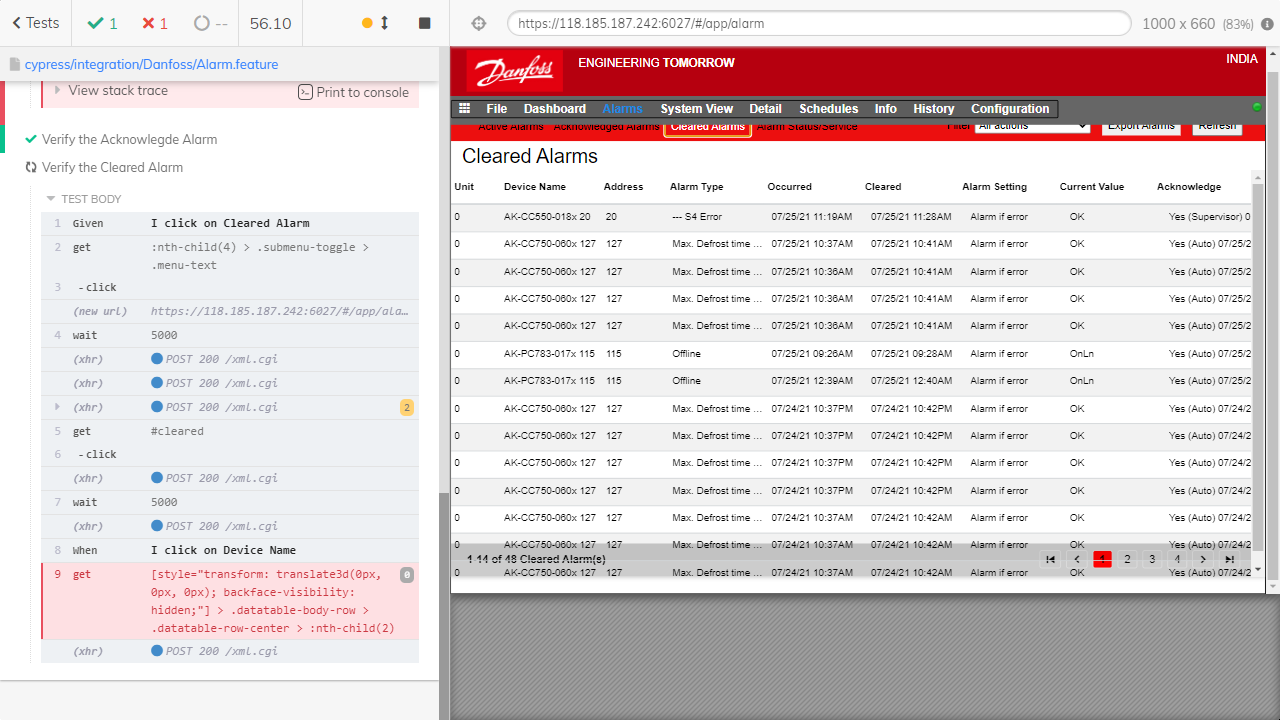 Tests
1
1
--
56.10
https://118.185.187.242:6027/#/app/alarm
1000 x 660 (83%)
cypress/integration/Danfoss/Alarm.feature
View stack trace
Print to console
Verify the Acknowlegde Alarm
Verify the Cleared Alarm
TEST BODY
1 Given I click on Cleared Alarm
2 get :nth-child(4) > .submenu-toggle >
.menu-text
3 -click
(new url) https://118.185.187.242:6027/#/app/ala…
4 wait 5000
(xhr) POST 200 /xml.cgi
(xhr) POST 200 /xml.cgi
(xhr) POST 200 /xml.cgi 2
5 get #cleared
6 -click
(xhr) POST 200 /xml.cgi
7 wait 5000
(xhr) POST 200 /xml.cgi
8 When I click on Device Name
9 get [style="transform: translate3d(0px, 0
0px, 0px); backface-visibility:
hidden;"] > .datatable-body-row >
.datatable-row-center > :nth-child(2)
(xhr) POST 200 /xml.cgi
Danfoss
ENGINEERING TOMORROW
INDIA
File Dashboard Alarms System View Detail Schedules Info History Configuration
Active Alarms Acknowledged Alarms Cleared Alarms Alarm Status/Service Filter All actions Export Alarms Refresh
Cleared Alarms
Unit Device Name Address Alarm Type Occurred Cleared Alarm Setting Current Value Acknowledge
0 AK-CC550-018x 20 20 --- S4 Error 07/25/21 11:19AM 07/25/21 11:28AM Alarm if error OK Yes (Supervisor) 0
0 AK-CC750-060x 127 127 Max. Defrost time ... 07/25/21 10:37AM 07/25/21 10:41AM Alarm if error OK Yes (Auto) 07/25/2
0 AK-CC750-060x 127 127 Max. Defrost time ... 07/25/21 10:36AM 07/25/21 10:41AM Alarm if error OK Yes (Auto) 07/25/2
0 AK-CC750-060x 127 127 Max. Defrost time ... 07/25/21 10:36AM 07/25/21 10:41AM Alarm if error OK Yes (Auto) 07/25/2
0 AK-CC750-060x 127 127 Max. Defrost time ... 07/25/21 10:36AM 07/25/21 10:41AM Alarm if error OK Yes (Auto) 07/25/2
0 AK-PC783-017x 115 115 Offline 07/25/21 09:26AM 07/25/21 09:28AM Alarm if error OnLn Yes (Auto) 07/25/2
0 AK-PC783-017x 115 115 Offline 07/25/21 12:39AM 07/25/21 12:40AM Alarm if error OnLn Yes (Auto) 07/25/2
0 AK-CC750-060x 127 127 Max. Defrost time ... 07/24/21 10:37PM 07/24/21 10:42PM Alarm if error OK Yes (Auto) 07/24/2
0 AK-CC750-060x 127 127 Max. Defrost time ... 07/24/21 10:37PM 07/24/21 10:42PM Alarm if error OK Yes (Auto) 07/24/2
0 AK-CC750-060x 127 127 Max. Defrost time ... 07/24/21 10:37PM 07/24/21 10:42PM Alarm if error OK Yes (Auto) 07/24/2
0 AK-CC750-060x 127 127 Max. Defrost time ... 07/24/21 10:37PM 07/24/21 10:42PM Alarm if error OK Yes (Auto) 07/24/2
0 AK-CC750-060x 127 127 Max. Defrost time ... 07/24/21 10:37AM 07/24/21 10:42AM Alarm if error OK Yes (Auto) 07/24/2
0 AK-CC750-060x 127 127 Max. Defrost time ... 07/24/21 10:37AM 07/24/21 10:42AM Alarm if error OK Yes (Auto) 07/24/2
1-14 of 48 Cleared Alarm(s) 1 2 3 4
0 AK-CC750-060x 127 127 Max. Defrost time ... 07/24/21 10:37AM 07/24/21 10:42AM Alarm if error OK Yes (Auto) 07/24/2